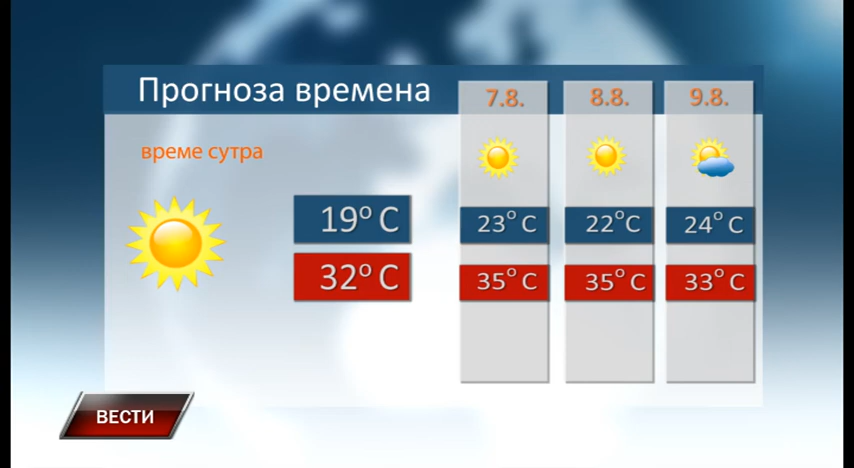 Прогноза времена
време сутра
19° C
32° C
7.8.
23° C
35° C
8.8.
22°C
35° C
9.8.
24° C
33° C
ВЕСТИ